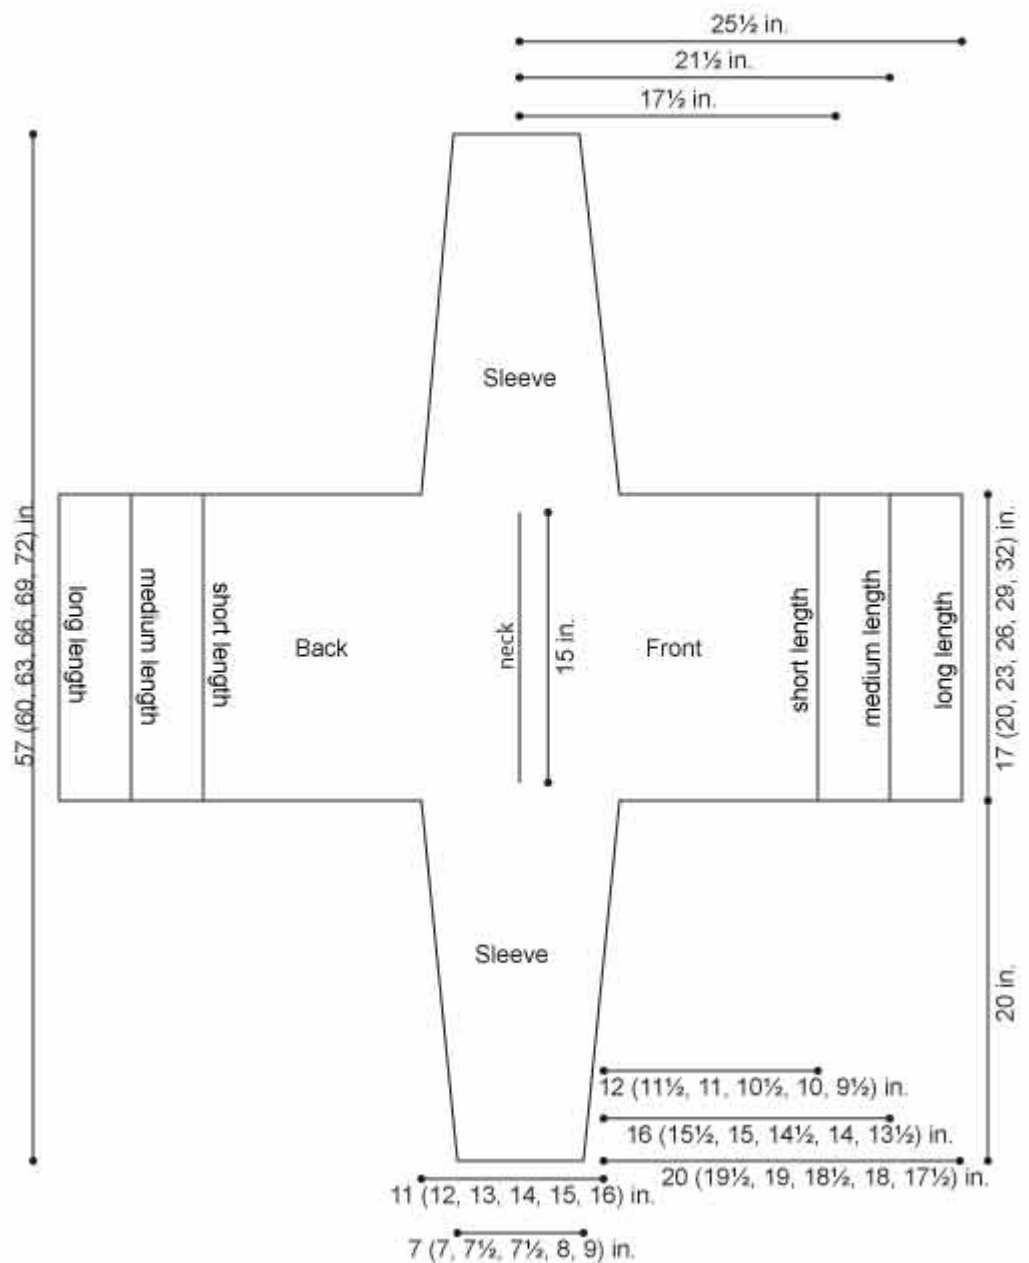 25½ in.
21½ in.
17½ in.
Sleeve
57 (60, 63, 66, 69, 72) in.
long length
medium length
short length
Back
neck
15 in.
Front
short length
medium length
long length
17 (20, 23, 26, 29, 32) in.
Sleeve
20 in.
12 (11½, 11, 10½, 10, 9½) in.
16 (15½, 15, 14½, 14, 13½) in.
20 (19½, 19, 18½, 18, 17½) in.
11 (12, 13, 14, 15, 16) in.
7 (7, 7½, 7½, 8, 9) in.